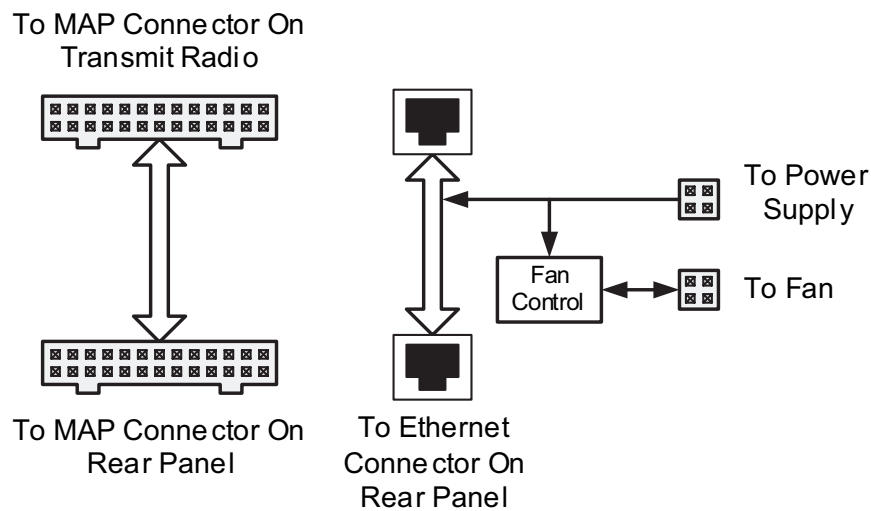 To MAP Connector On
Transmit Radio
To Power
Supply
Fan
Control
To Fan
To MAP Connector On
Rear Panel
To Ethernet
Connector On
Rear Panel